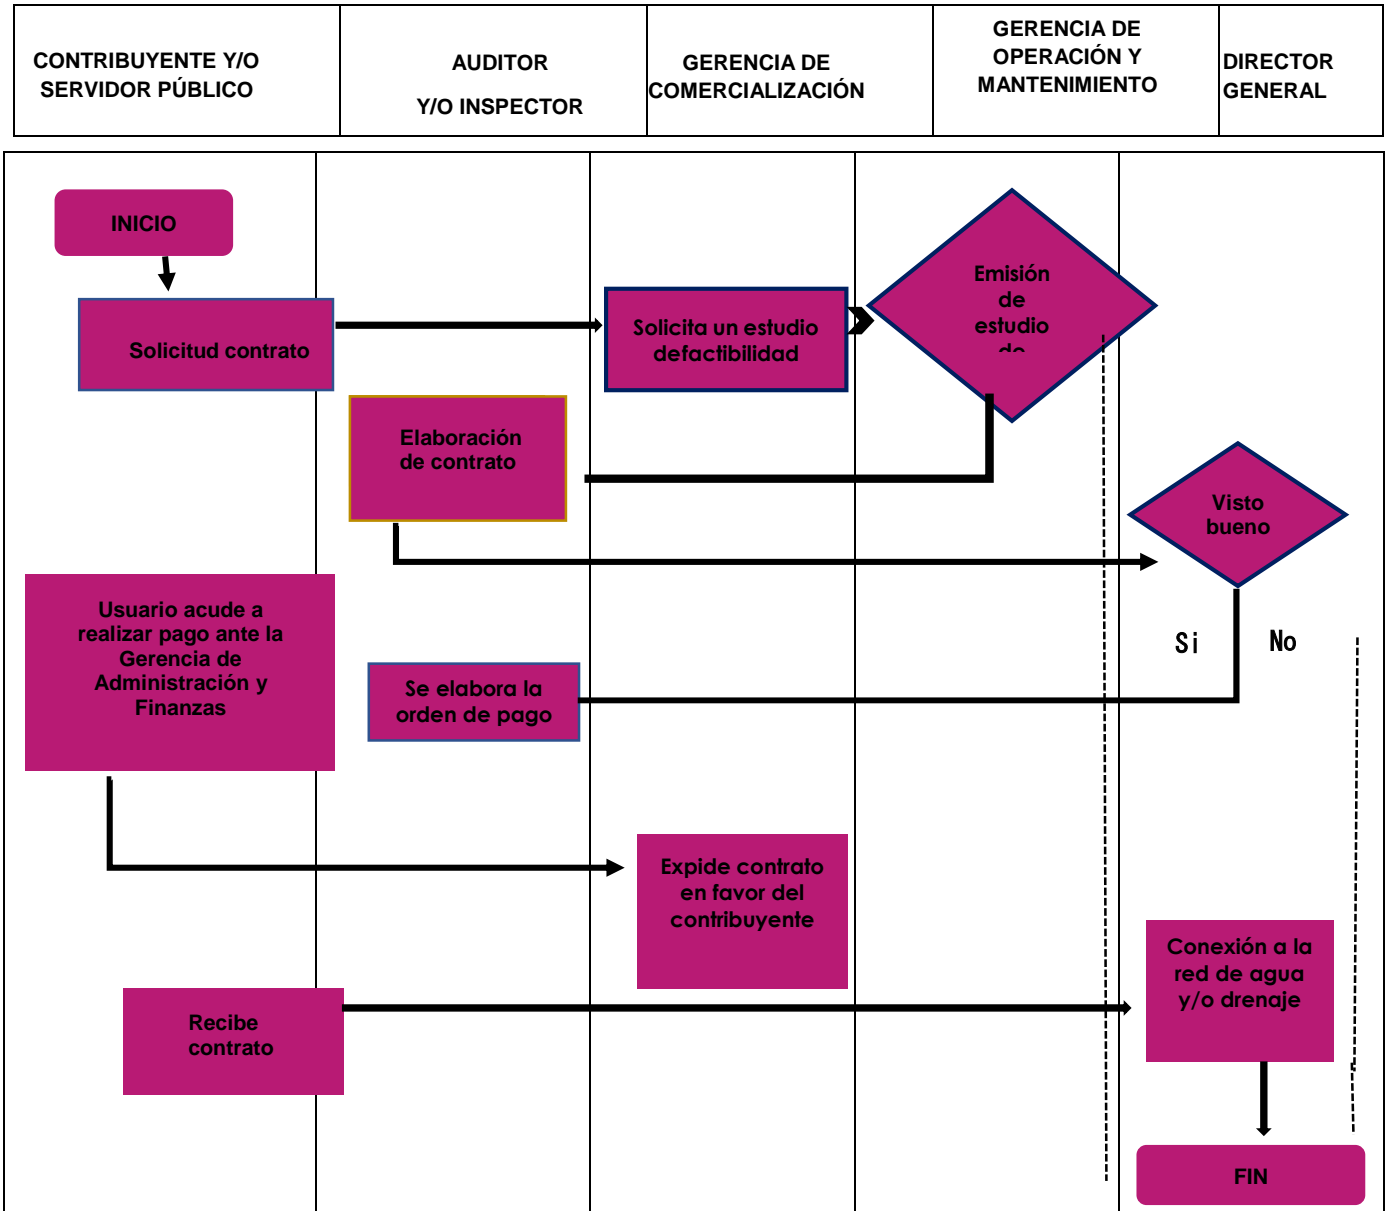 CONTRIBUYENTE Y/O
SERVIDOR PÚBLICO
AUDITOR
Y/O INSPECTOR
GERENCIA DE
COMERCIALIZACIÓN
GERENCIA DE
OPERACIÓN Y
MANTENIMIENTO
DIRECTOR
GENERAL
INICIO
Solicitud contrato
Solicita un estudio
defactibilidad
Emisión
de
estudio
de
Elaboración
de contrato
Visto
bueno
Si
No
Usuario acude a
realizar pago ante la
Gerencia de
Administración y
Finanzas
Se elabora la
orden de pago
Expide contrato
en favor del
contribuyente
Conexión a la
red de agua
y/o drenaje
Recibe
contrato
FIN